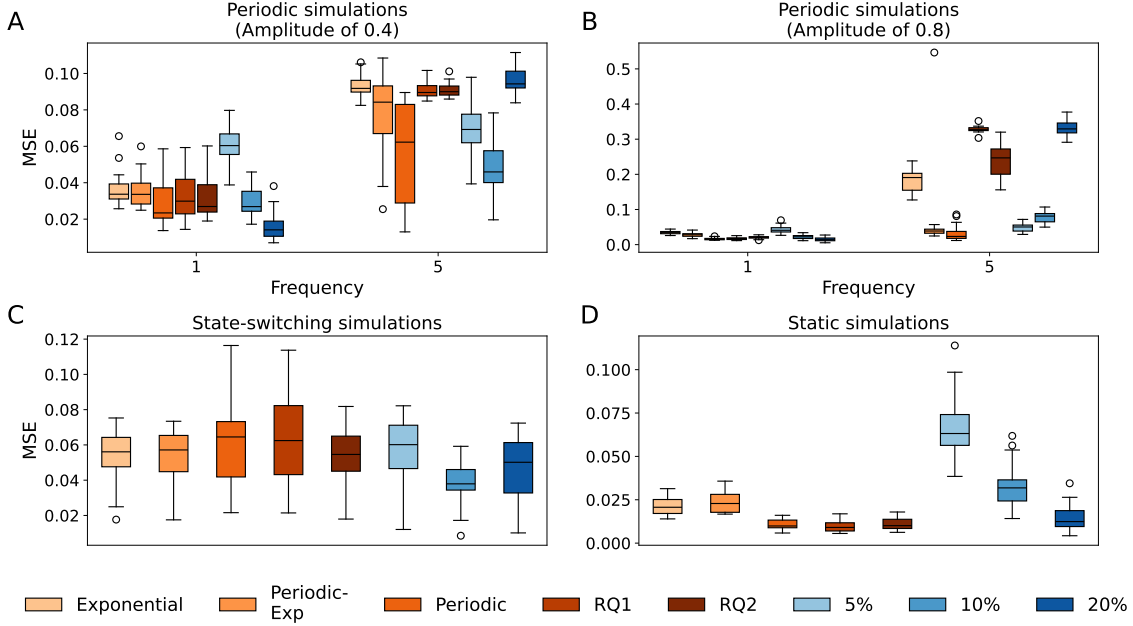 A
Periodic simulations
(Amplitude of 0.4)
MSE
0.10
0.08
0.06
0.04
0.02
1
5
Frequency
B
Periodic simulations
(Amplitude of 0.8)
0.5
0.4
0.3
0.2
0.1
0.0
1
5
Frequency
C
State-switching simulations
MSE
0.12
0.10
0.08
0.06
0.04
0.02
D
Static simulations
0.100
0.075
0.050
0.025
0.000
Exponential
Periodic-
Exp
Periodic
RQ1
RQ2
5%
10%
20%